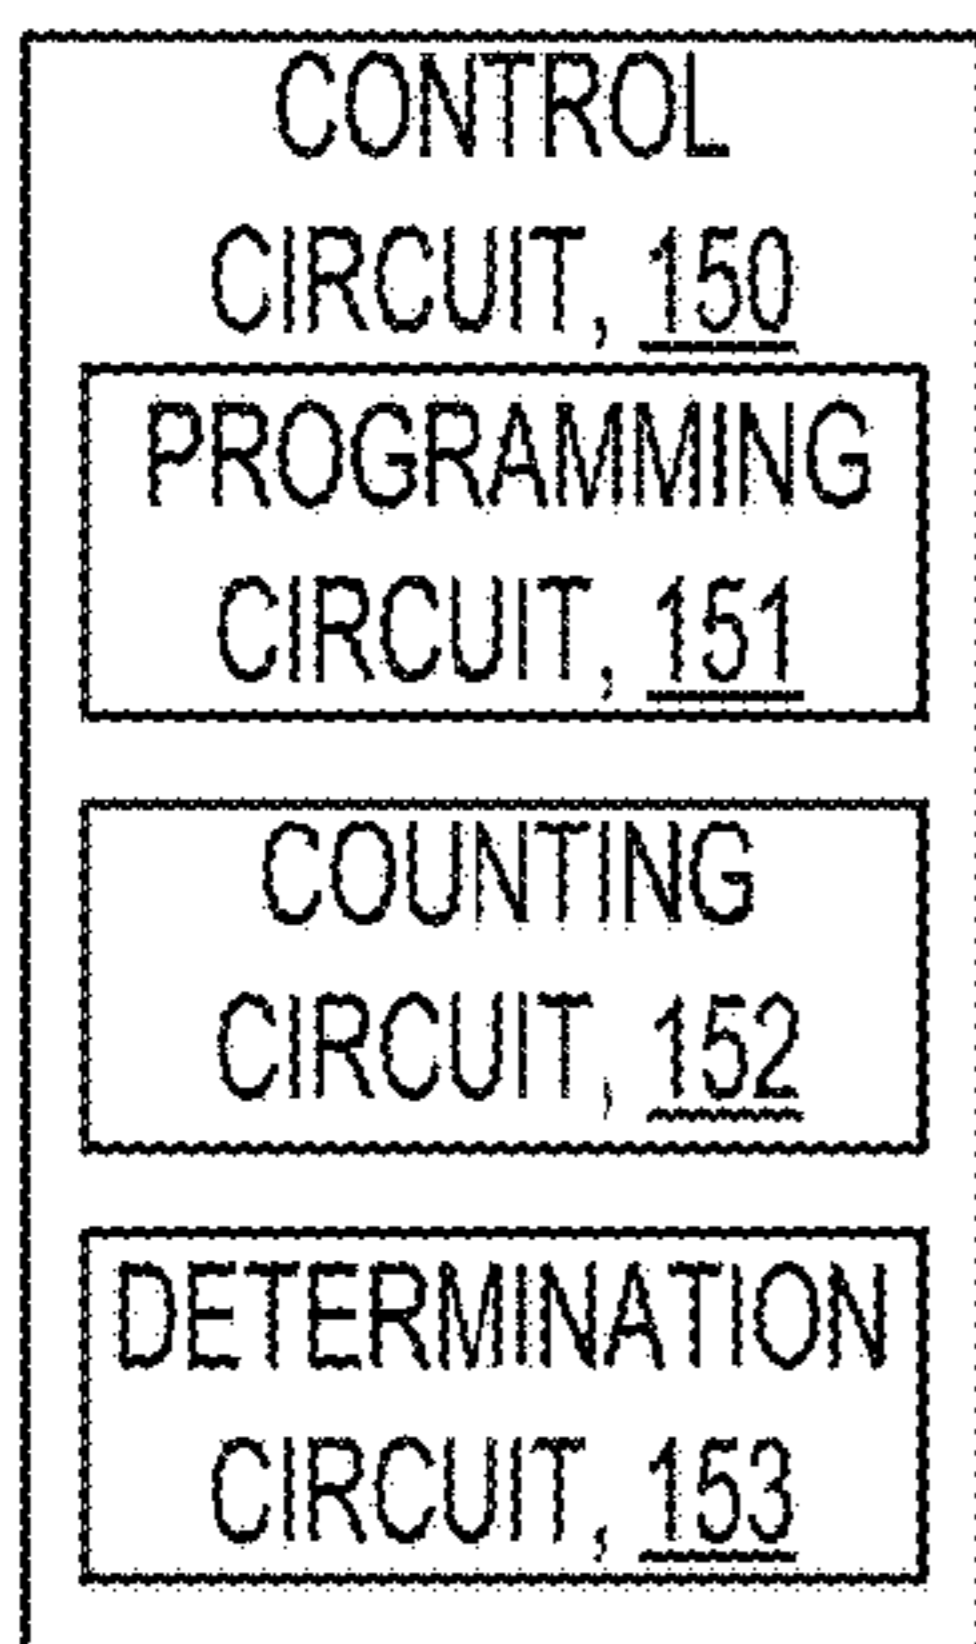 CONTROL
CIRCUIT, 150
PROGRAMMING
CIRCUIT, 151
COUNTING
CIRCUIT, 152
DETERMINATION
CIRCUIT, 153